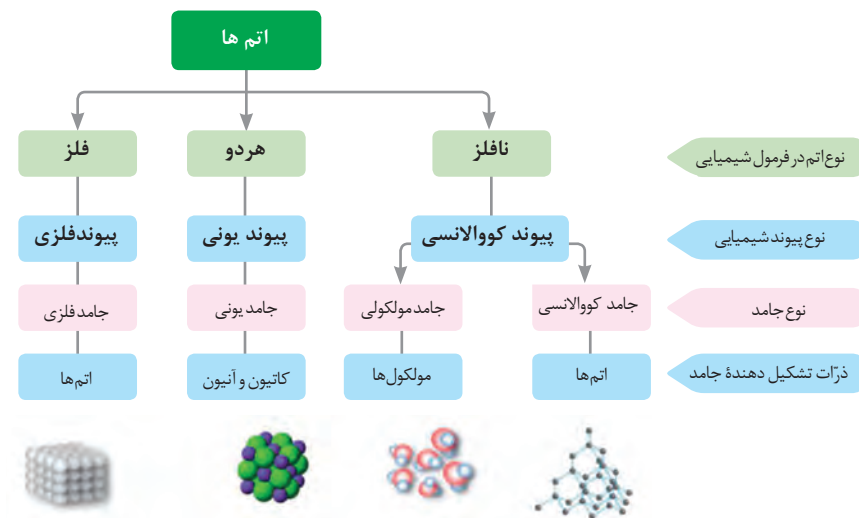 اتم ها
نوع اتم در فرمول شیمیایی
نافلز
هر دو
فلز
نوع پیوند شیمیایی
پیوند کووالانسی
پیوند یونی
پیوند فلزی
نوع جامد
جامد کووالانسی
جامد مولکولی
جامد یونی
جامد فلزی
ذرّات تشکیل دهندهٔ جامد
اتم‌ها
مولکول‌ها
کاتیون و آنیون
اتم‌ها